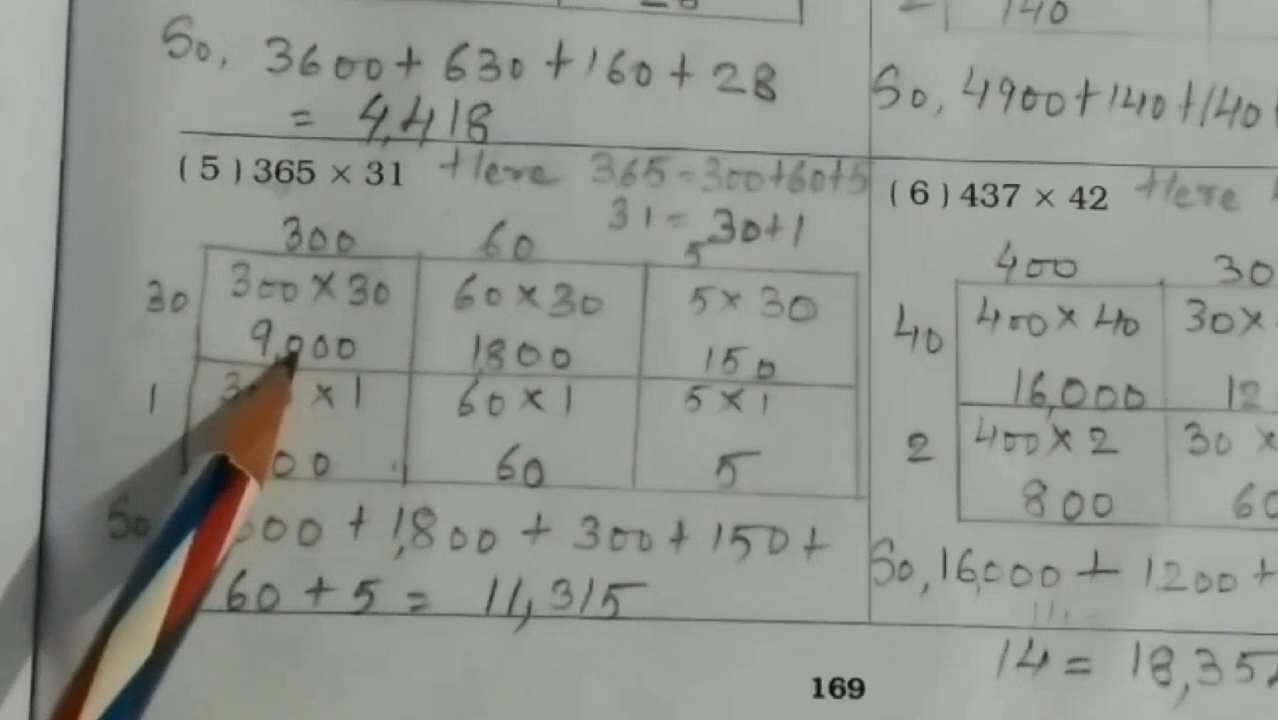 140
So, 3600 + 630 + 160 + 28
= 4,418
So, 4900 + 140 + 140
(5) 365 × 31 Here 365 = 300+60+5
31 = 30+1
300 60 5
30 300 × 30 60 × 30 5 × 30
9,000 1800 150
1 × 1 60 × 1 5 × 1
00 60 5
So 000 + 1,800 + 300 + 150 +
60 + 5 = 11,315
(6) 437 × 42 Here
400 30
40 400 × 40 30 ×
16,000 12
2 400 × 2 30 ×
800 60
So, 16,000 + 1200 +
14 = 18,35
169